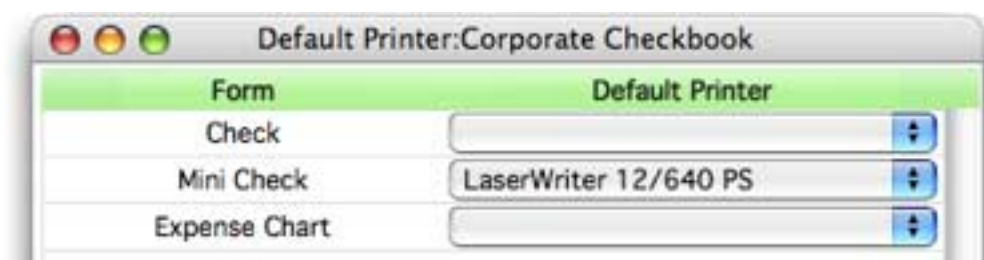 Default Printer:Corporate Checkbook
Form Default Printer
Check
Mini Check LaserWriter 12/640 PS
Expense Chart